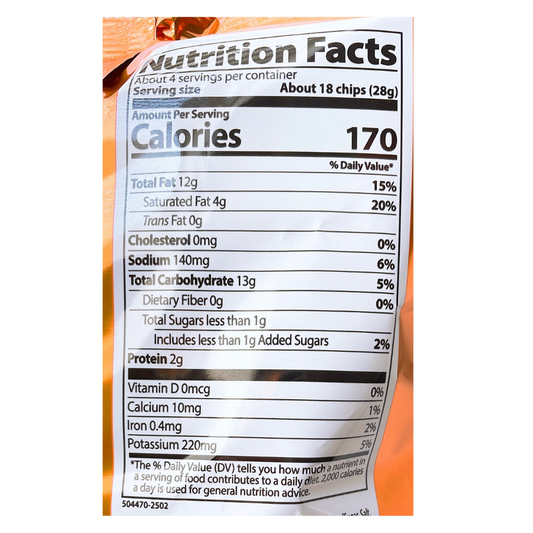 Nutrition Facts
About 4 servings per container
Serving size About 18 chips (28g)
Amount Per Serving
Calories 170
% Daily Value*
Total Fat 12g 15%
Saturated Fat 4g 20%
Trans Fat 0g
Cholesterol 0mg 0%
Sodium 140mg 6%
Total Carbohydrate 13g 5%
Dietary Fiber 0g 0%
Total Sugars less than 1g
Includes less than 1g Added Sugars 2%
Protein 2g
Vitamin D 0mcg 0%
Calcium 10mg 1%
Iron 0.4mg 2%
Potassium 220mg 5%
*The % Daily Value (DV) tells you how much a nutrient in
a serving of food contributes to a daily diet. 2,000 calories
a day is used for general nutrition advice.
504470-2502
Salt